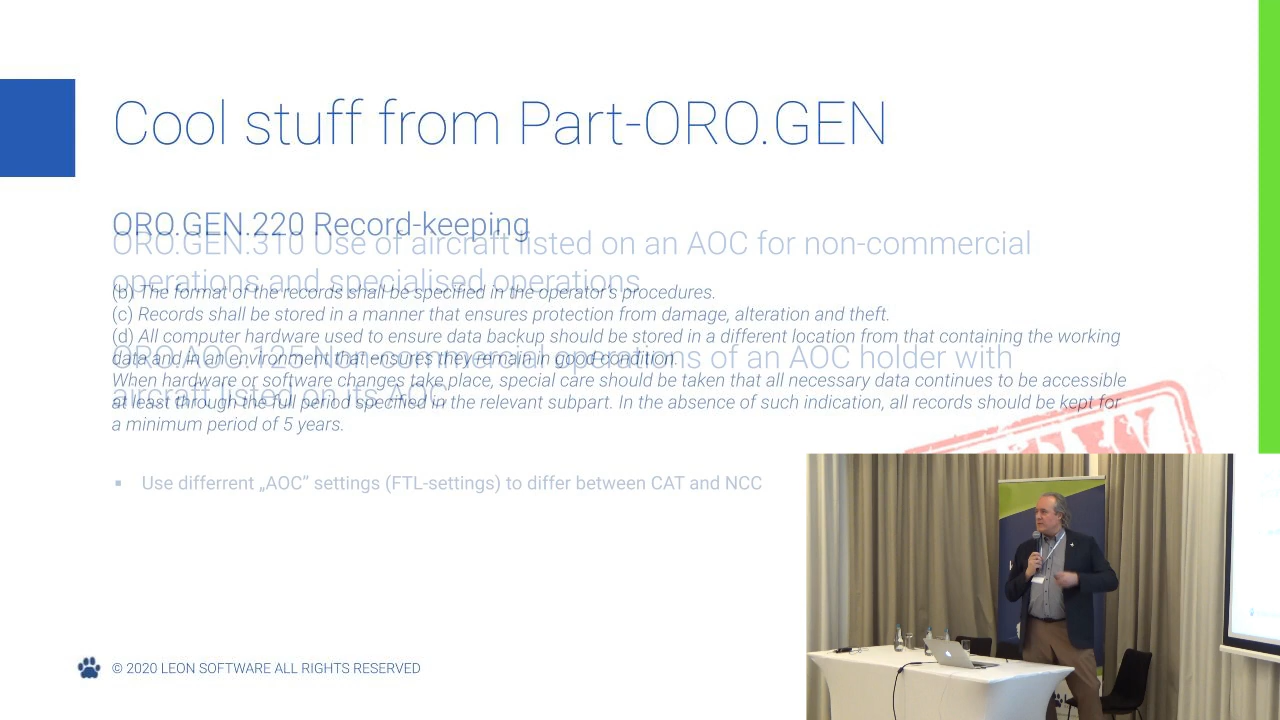 Cool stuff from Part-ORO.GEN
ORO.GEN.220 Record-keeping
ORO.GEN.310 Use of aircraft listed on an AOC for non-commercial
operations and specialised operations
(b) The format of the records shall be specified in the operator's procedures.
(c) Records shall be stored in a manner that ensures protection from damage, alteration and theft.
(d) All computer hardware used to ensure data backup should be stored in a different location from that containing the working
data and in an environment that ensures they remain in good condition.
ORO.AOC.125 Non-commercial operations of an AOC holder with
When hardware or software changes take place, special care should be taken that all necessary data continues to be accessible
aircraft listed on its AOC
at least through the full period specified in the relevant subpart. In the absence of such indication, all records should be kept for
a minimum period of 5 years.
▪ Use differrent „AOC” settings (FTL-settings) to differ between CAT and NCC
© 2020 LEON SOFTWARE ALL RIGHTS RESERVED